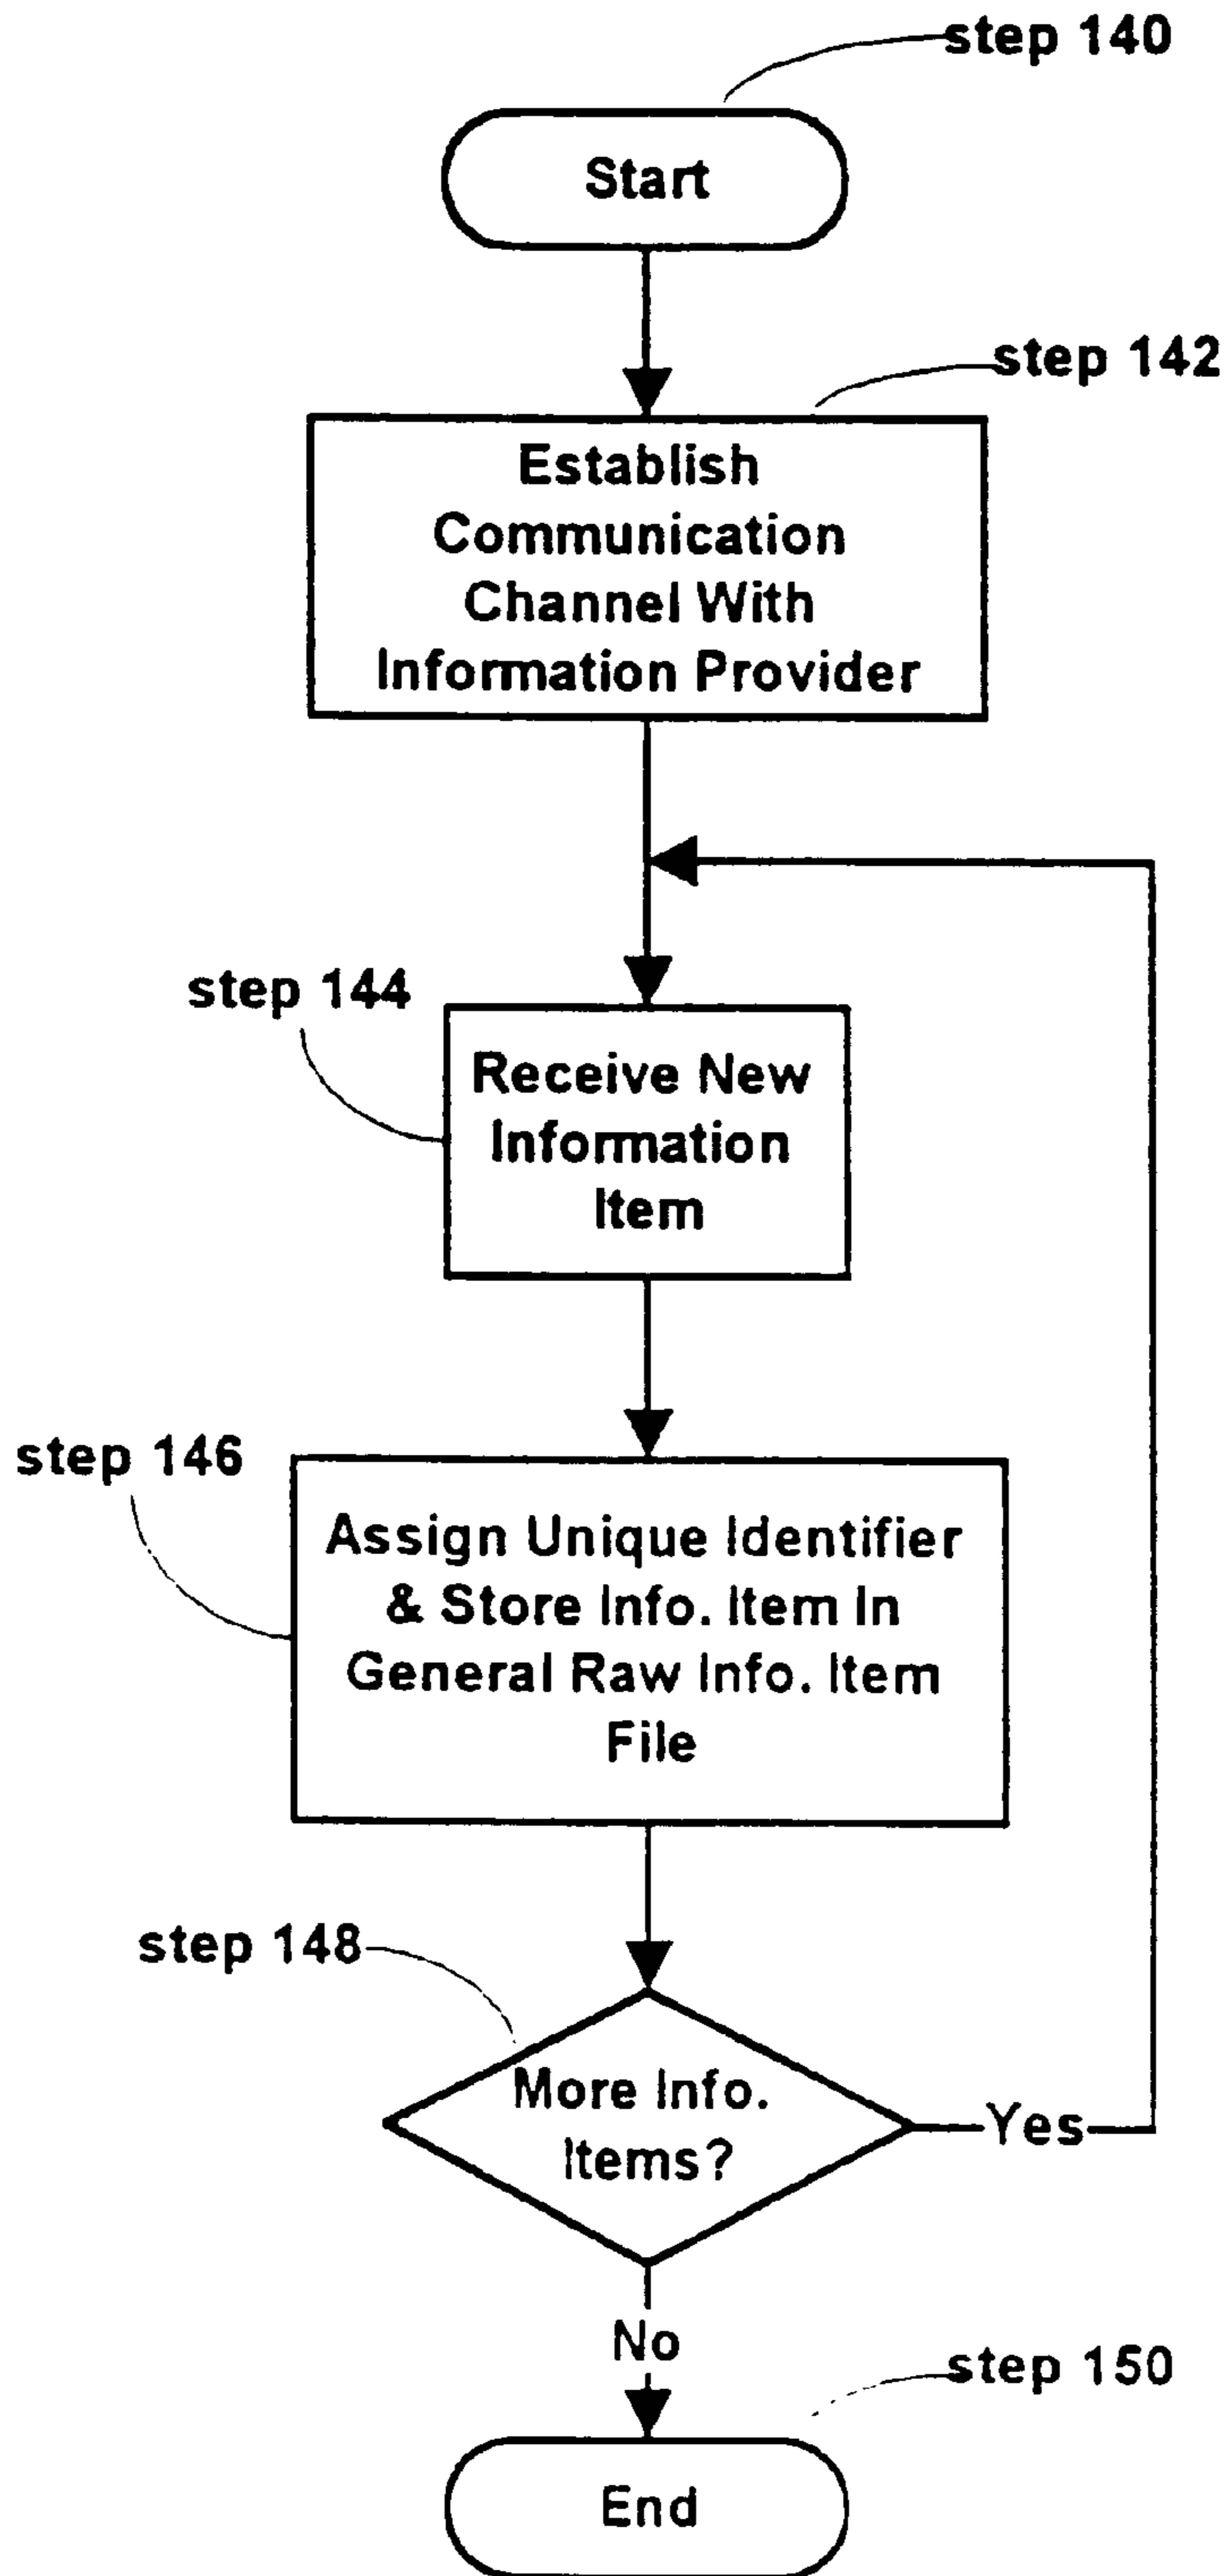 step 140
Start
step 142
Establish
Communication
Channel With
Information Provider
step 144
Receive New
Information
Item
step 146
Assign Unique Identifier
& Store Info. Item In
General Raw Info. Item
File
step 148
More Info.
Items?
Yes
No
step 150
End